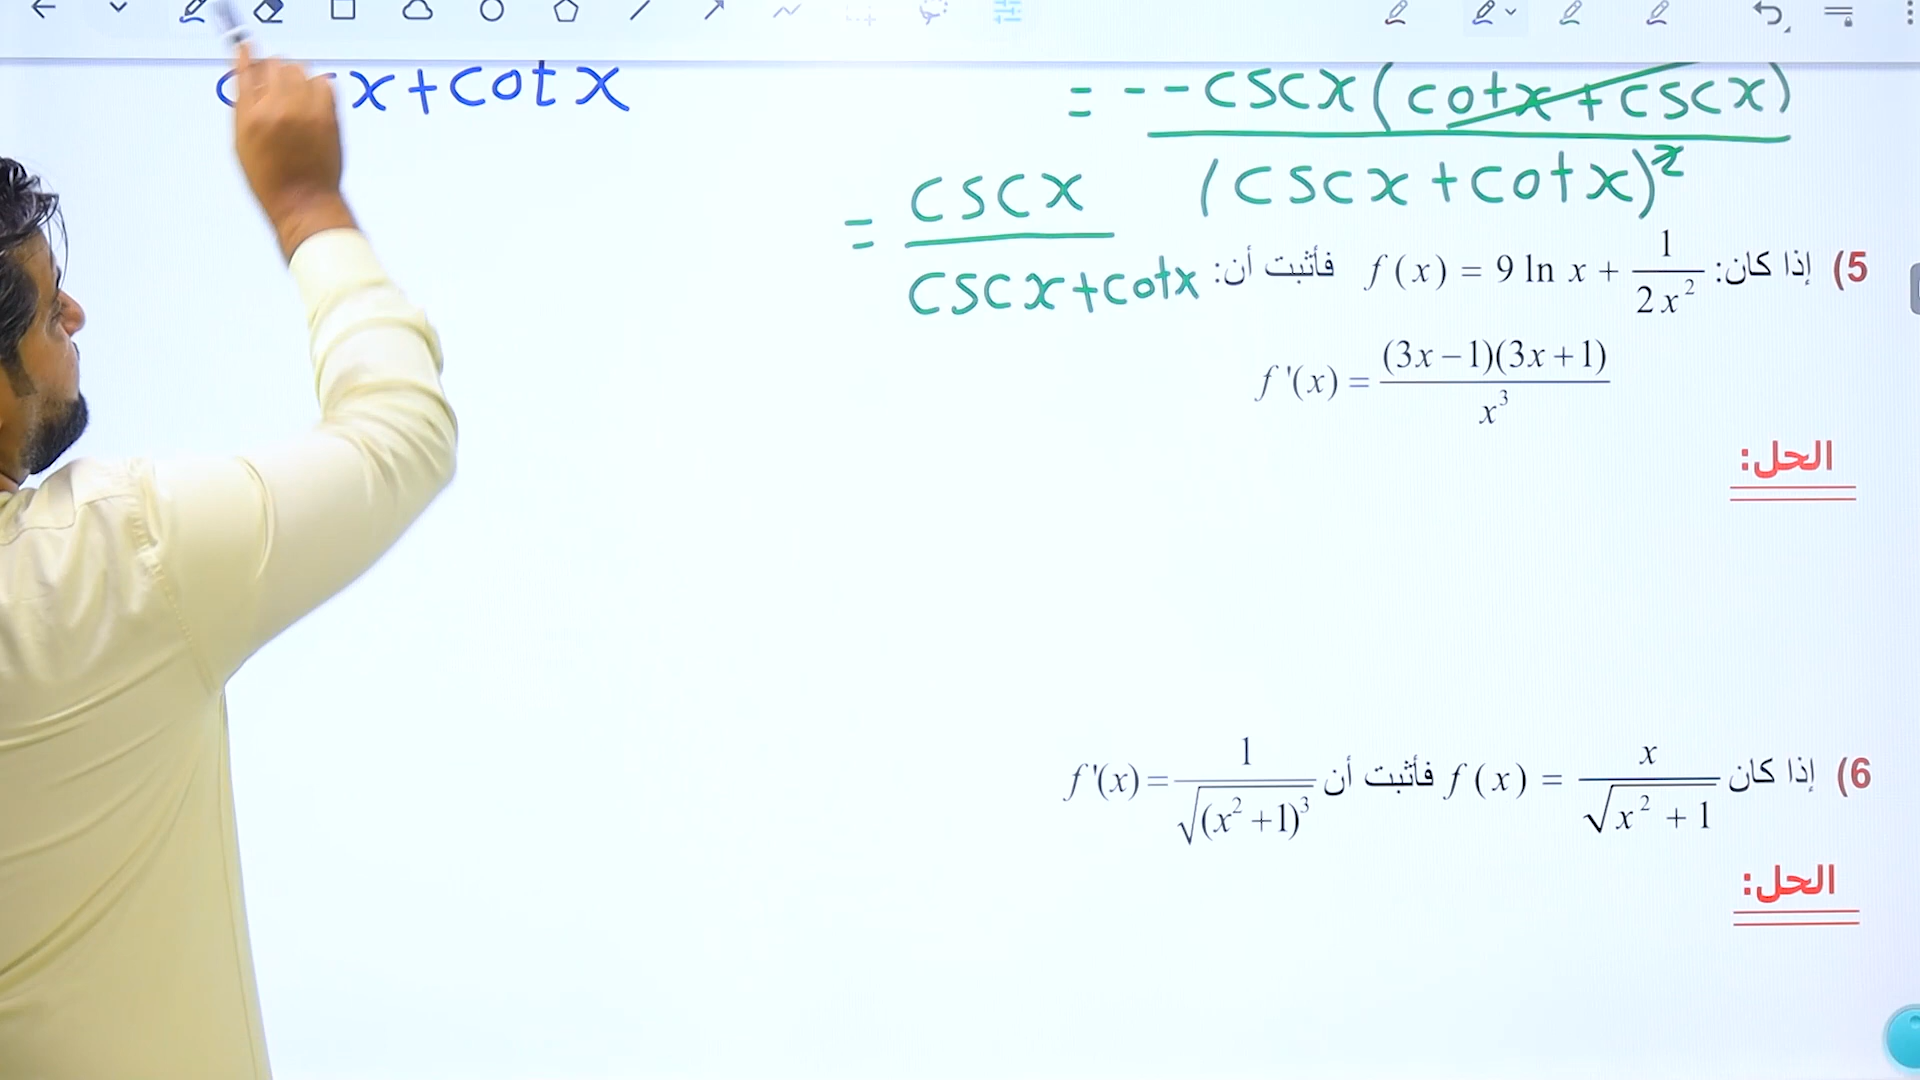 x + cot x
= - -csc x (cot x + csc x) / (csc x + cot x)²
= csc x / csc x + cot x
5) إذا كان: f(x) = 9 ln x + 1 / 2x² فأثبت أن:
f'(x) = (3x−1)(3x+1) / x³
الحل:
6) إذا كان f(x) = x / √x² + 1 فأثبت أن f'(x) = 1 / √(x² +1)³
الحل: